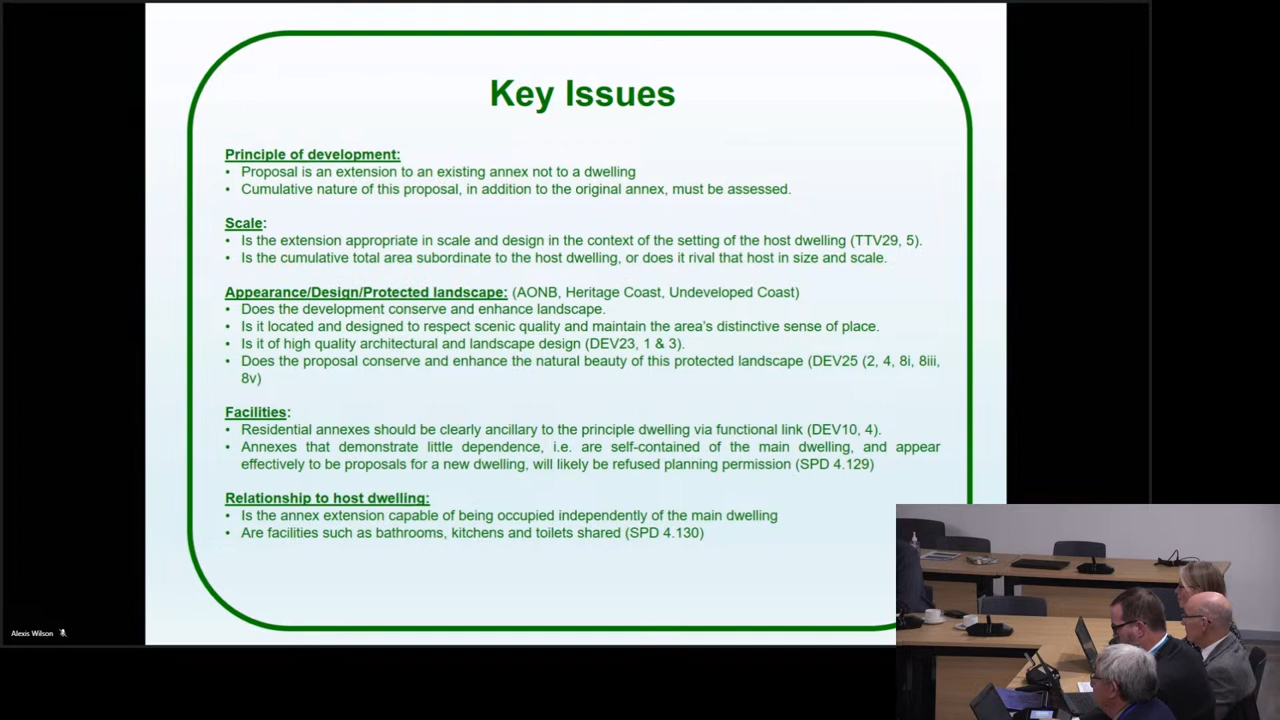 Key Issues
Principle of development:
• Proposal is an extension to an existing annex not to a dwelling
• Cumulative nature of this proposal, in addition to the original annex, must be assessed.
Scale:
• Is the extension appropriate in scale and design in the context of the setting of the host dwelling (TTV29, 5).
• Is the cumulative total area subordinate to the host dwelling, or does it rival that host in size and scale.
Appearance/Design/Protected landscape: (AONB, Heritage Coast, Undeveloped Coast)
• Does the development conserve and enhance landscape.
• Is it located and designed to respect scenic quality and maintain the area's distinctive sense of place.
• Is it of high quality architectural and landscape design (DEV23, 1 & 3).
• Does the proposal conserve and enhance the natural beauty of this protected landscape (DEV25 (2, 4, 8i, 8iii,
8v)
Facilities:
• Residential annexes should be clearly ancillary to the principle dwelling via functional link (DEV10, 4).
• Annexes that demonstrate little dependence, i.e. are self-contained of the main dwelling, and appear
effectively to be proposals for a new dwelling, will likely be refused planning permission (SPD 4.129)
Relationship to host dwelling:
• Is the annex extension capable of being occupied independently of the main dwelling
• Are facilities such as bathrooms, kitchens and toilets shared (SPD 4.130)
Alexis Wilson